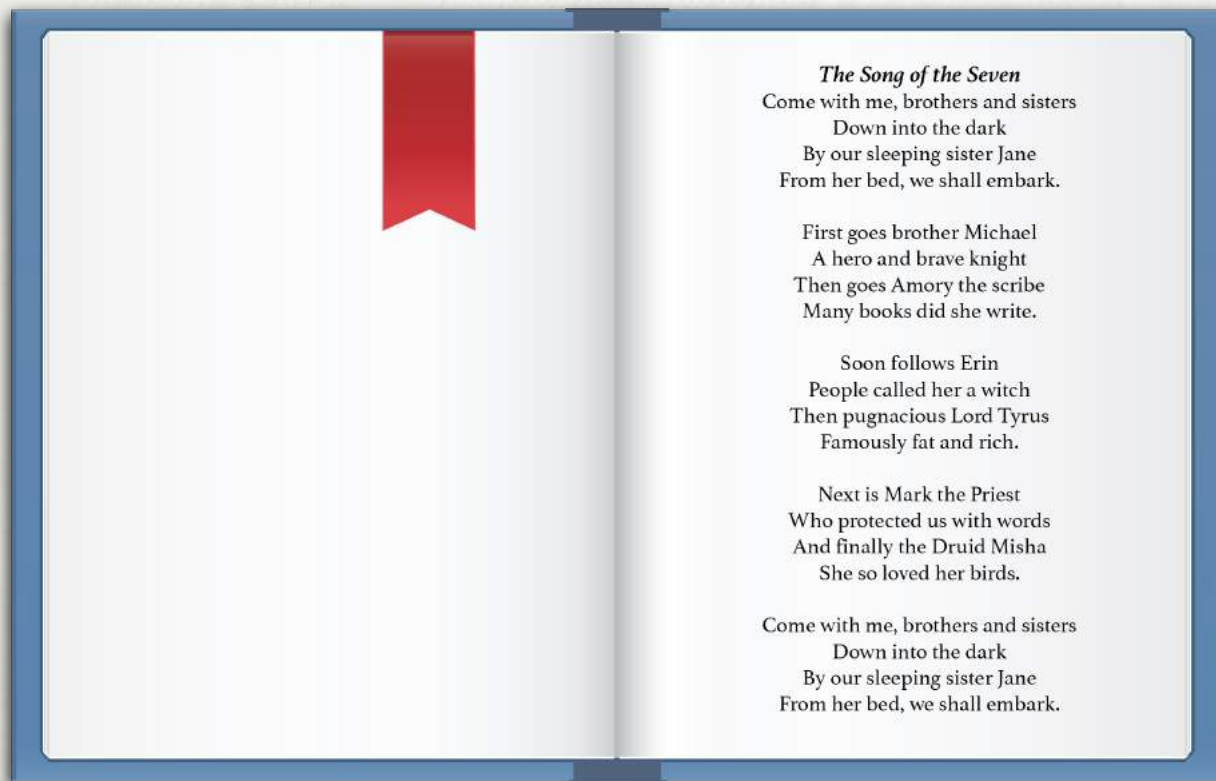 The Song of the Seven
Come with me, brothers and sisters
Down into the dark
By our sleeping sister Jane
From her bed, we shall embark.
First goes brother Michael
A hero and brave knight
Then goes Amory the scribe
Many books did she write.
Soon follows Erin
People called her a witch
Then pugnacious Lord Tyrus
Famously fat and rich.
Next is Mark the Priest
Who protected us with words
And finally the Druid Misha
She so loved her birds.
Come with me, brothers and sisters
Down into the dark
By our sleeping sister Jane
From her bed, we shall embark.